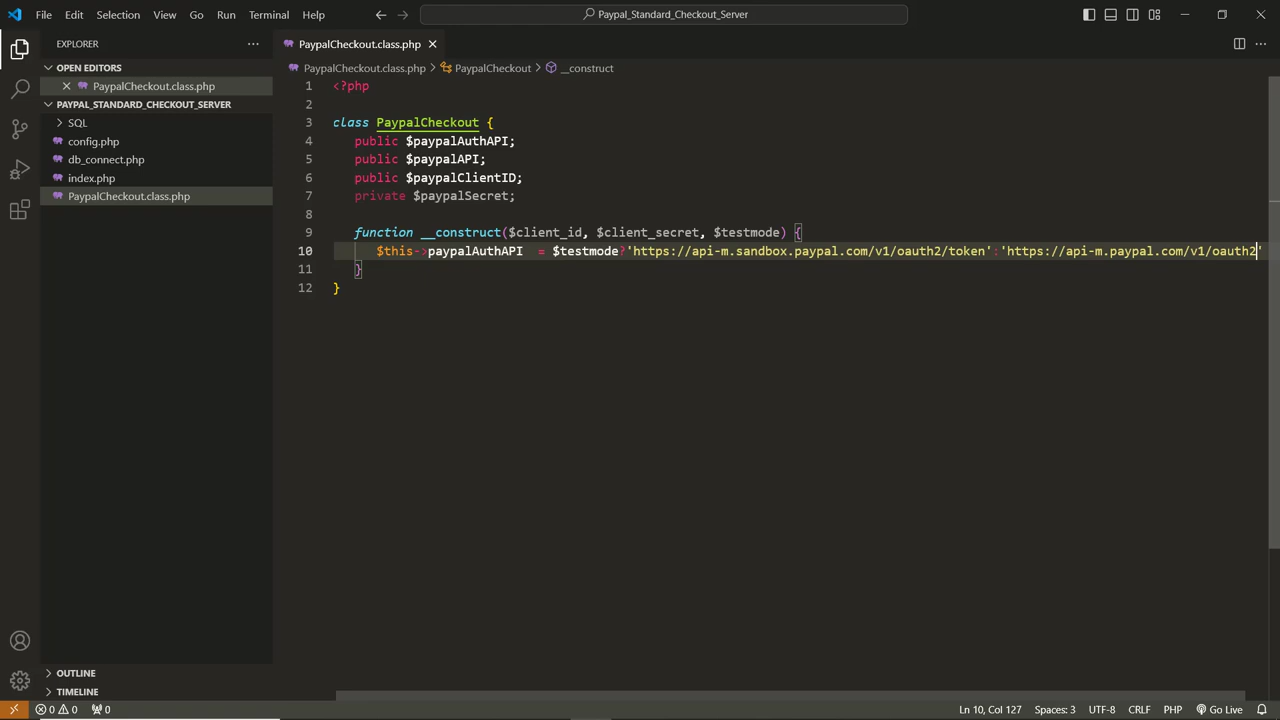 File Edit Selection View Go Run Terminal Help Paypal_Standard_Checkout_Server
EXPLORER
PaypalCheckout.class.php
OPEN EDITORS
PaypalCheckout.class.php
PAYPAL_STANDARD_CHECKOUT_SERVER
SQL
config.php
db_connect.php
index.php
PaypalCheckout.class.php
OUTLINE
TIMELINE
PaypalCheckout.class.php PaypalCheckout __construct
1 <?php
2
3 class PaypalCheckout {
4 public $paypalAuthAPI;
5 public $paypalAPI;
6 public $paypalClientID;
7 private $paypalSecret;
8
9 function __construct($client_id, $client_secret, $testmode) {
10 $this->paypalAuthAPI = $testmode?'https://api-m.sandbox.paypal.com/v1/oauth2/token':'https://api-m.paypal.com/v1/oauth2'
11 }
12 }
0 0 0 Ln 10, Col 127 Spaces: 3 UTF-8 CRLF PHP Go Live